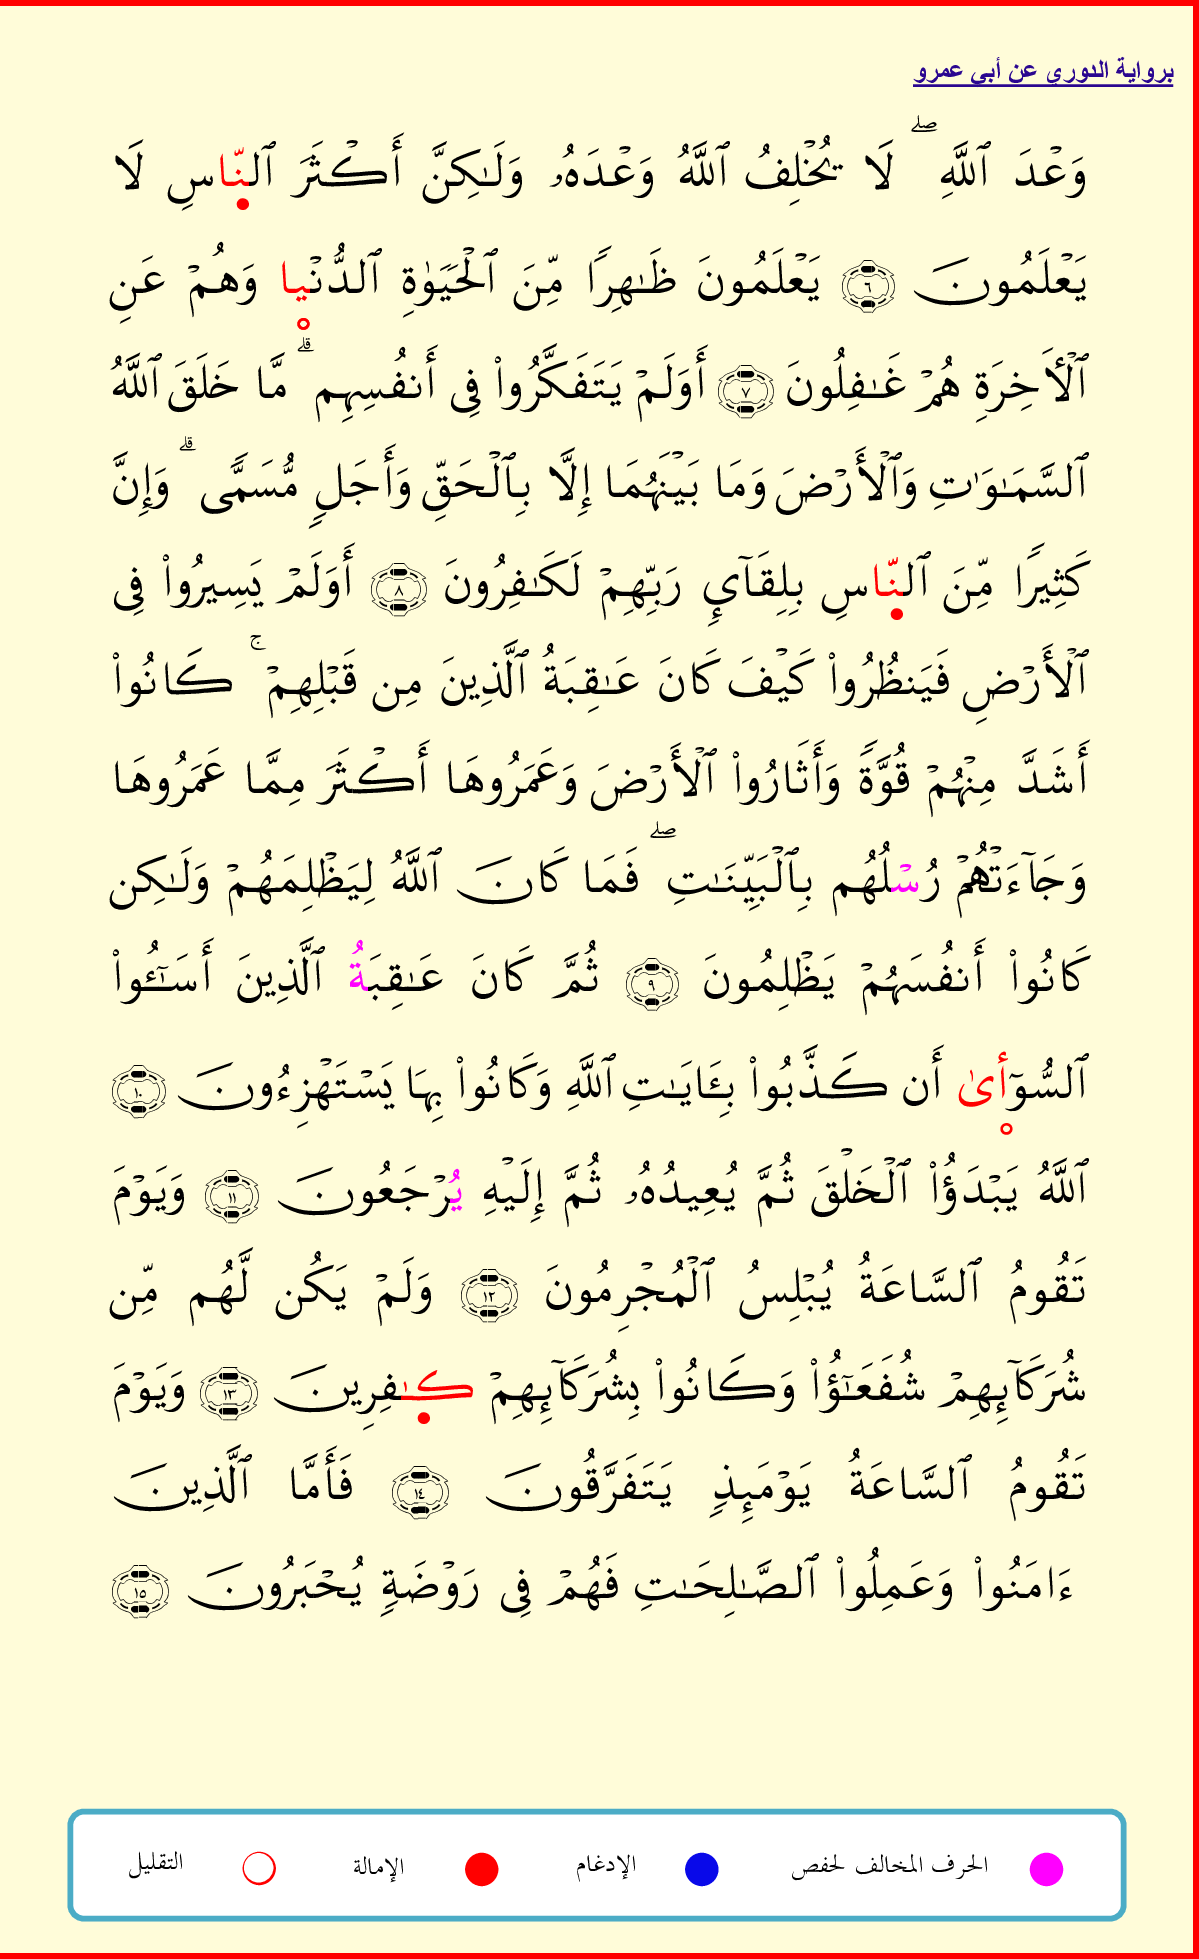 برواية الدوري عن أبي عمرو
وَعْدَ ٱللَّهِ ۖ لَا يُخْلِفُ ٱللَّهُ وَعْدَهُۥ وَلَٰكِنَّ أَكْثَرَ ٱلنَّاسِ لَا
يَعْلَمُونَ ٦ يَعْلَمُونَ ظَٰهِرًا مِّنَ ٱلْحَيَوٰةِ ٱلدُّنْيا وَهُمْ عَنِ
ٱلْأَخِرَةِ هُمْ غَٰفِلُونَ ٧ أَوَلَمْ يَتَفَكَّرُوا۟ فِى أَنفُسِهِم ۗ مَّا خَلَقَ ٱللَّهُ
ٱلسَّمَٰوَٰتِ وَٱلْأَرْضَ وَمَا بَيْنَهُمَا إِلَّا بِٱلْحَقِّ وَأَجَلٍ مُّسَمًّى ۗ وَإِنَّ
كَثِيرًا مِّنَ ٱلنَّاسِ بِلِقَآئِ رَبِّهِمْ لَكَٰفِرُونَ ٨ أَوَلَمْ يَسِيرُوا۟ فِى
ٱلْأَرْضِ فَيَنظُرُوا۟ كَيْفَ كَانَ عَٰقِبَةُ ٱلَّذِينَ مِن قَبْلِهِمْ ۚ كَانُوا۟
أَشَدَّ مِنْهُمْ قُوَّةً وَأَثَارُوا۟ ٱلْأَرْضَ وَعَمَرُوهَا أَكْثَرَ مِمَّا عَمَرُوهَا
وَجَآءَتْهُمْ رُسْلُهُم بِٱلْبَيِّنَٰتِ ۖ فَمَا كَانَ ٱللَّهُ لِيَظْلِمَهُمْ وَلَٰكِن
كَانُوا۟ أَنفُسَهُمْ يَظْلِمُونَ ٩ ثُمَّ كَانَ عَٰقِبَةُ ٱلَّذِينَ أَسَٰٓـُٔوا۟
ٱلسُّوٓأىٰ أَن كَذَّبُوا۟ بِـَٔايَٰتِ ٱللَّهِ وَكَانُوا۟ بِهَا يَسْتَهْزِءُونَ ١٠
ٱللَّهُ يَبْدَؤُا۟ ٱلْخَلْقَ ثُمَّ يُعِيدُهُۥ ثُمَّ إِلَيْهِ يُرْجَعُونَ ١١ وَيَوْمَ
تَقُومُ ٱلسَّاعَةُ يُبْلِسُ ٱلْمُجْرِمُونَ ١٢ وَلَمْ يَكُن لَّهُم مِّن
شُرَكَآئِهِمْ شُفَعَٰٓؤُا۟ وَكَانُوا۟ بِشُرَكَآئِهِمْ كَٰفِرِينَ ١٣ وَيَوْمَ
تَقُومُ ٱلسَّاعَةُ يَوْمَئِذٍ يَتَفَرَّقُونَ ١٤ فَأَمَّا ٱلَّذِينَ
ءَامَنُوا۟ وَعَمِلُوا۟ ٱلصَّٰلِحَٰتِ فَهُمْ فِى رَوْضَةٍ يُحْبَرُونَ ١٥
الحرف المخالف لحفص الإدغام الإمالة التقليل